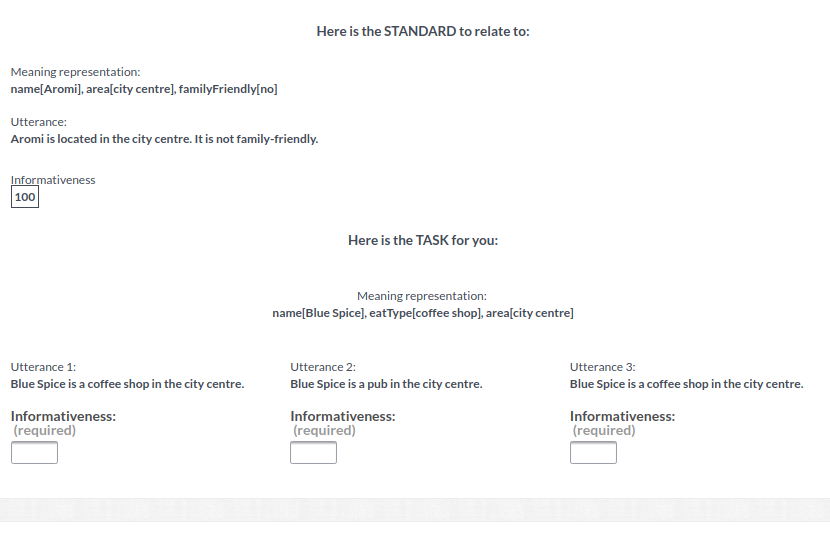 Here is the STANDARD to relate to:
Meaning representation:
name[Aromi], area[city centre], familyFriendly[no]
Utterance:
Aromi is located in the city centre. It is not family-friendly.
Informativeness
100
Here is the TASK for you:
Meaning representation:
name[Blue Spice], eatType[coffee shop], area[city centre]
Utterance 1:
Blue Spice is a coffee shop in the city centre.
Informativeness:
(required)
Utterance 2:
Blue Spice is a pub in the city centre.
Informativeness:
(required)
Utterance 3:
Blue Spice is a coffee shop in the city centre.
Informativeness:
(required)